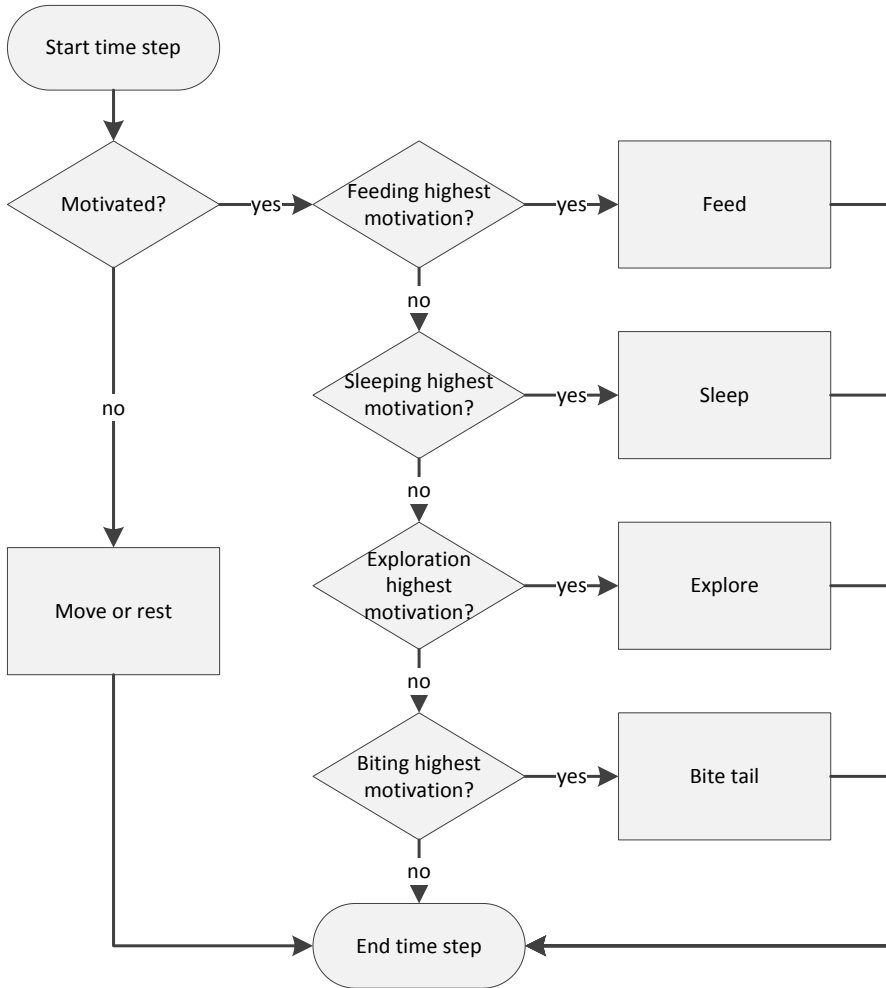 Start time step
Motivated?
yes
Feeding highest
motivation?
yes
Feed
no
Sleeping highest
motivation?
yes
Sleep
no
no
Exploration
highest
motivation?
yes
Explore
Move or rest
no
Biting highest
motivation?
yes
Bite tail
no
End time step